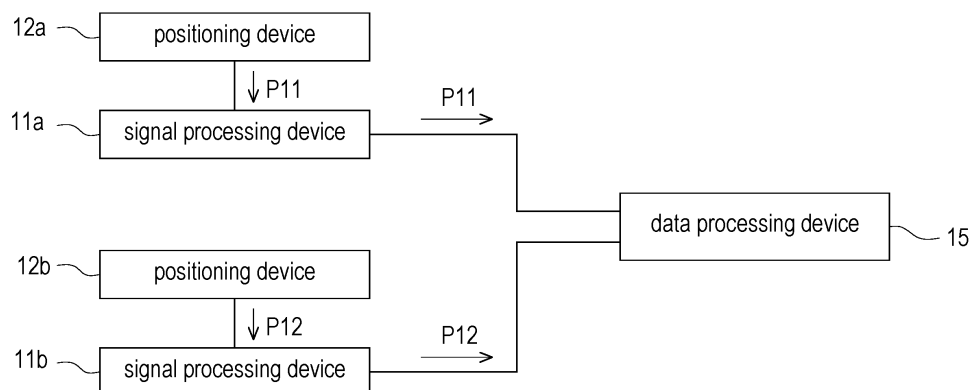 12a
positioning device
P11
11a
signal processing device
P11
data processing device
15
12b
positioning device
P12
11b
signal processing device
P12